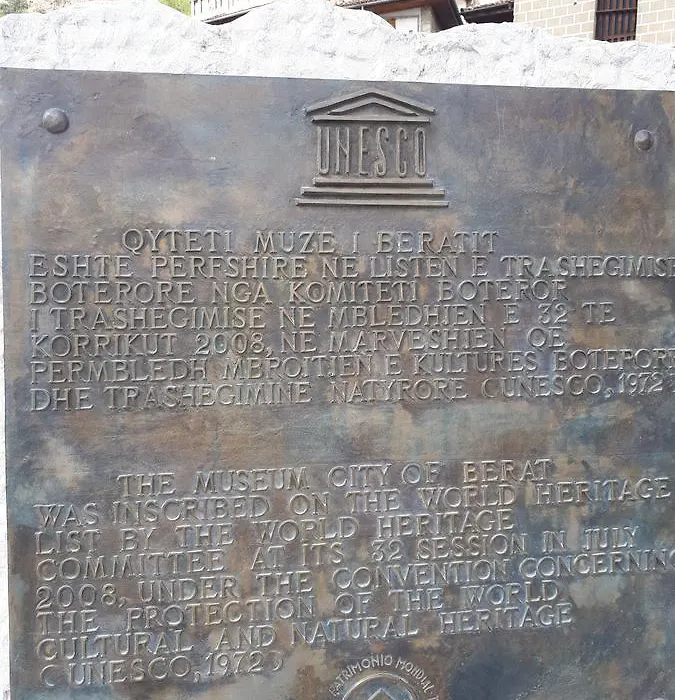 UNESCO
QYTETI MUZE I BERATIT
ESHTE PERFSHIRE NE LISTEN E TRASHEGIMISE
BOTERORE NGA KOMITETI BOTEROR
I TRASHEGIMISE NE MBLEDHJEN E 32 TE
KORRIKUT 2008, NE MARVESHJEN QE
PERMBLEDH MBROJTJEN E KULTURES BOTERORE
DHE TRASHEGIMINE NATYRORE (UNESCO, 1972
THE MUSEUM CITY OF BERAT
WAS INSCRIBED ON THE WORLD HERITAGE
LIST BY THE WORLD HERITAGE
COMMITTEE AT ITS 32 SESSION IN JULY
2008, UNDER THE CONVENTION CONCERNING
THE PROTECTION OF THE WORLD
CULTURAL AND NATURAL HERITAGE
(UNESCO, 1972)
PATRIMONIO MONDIAL